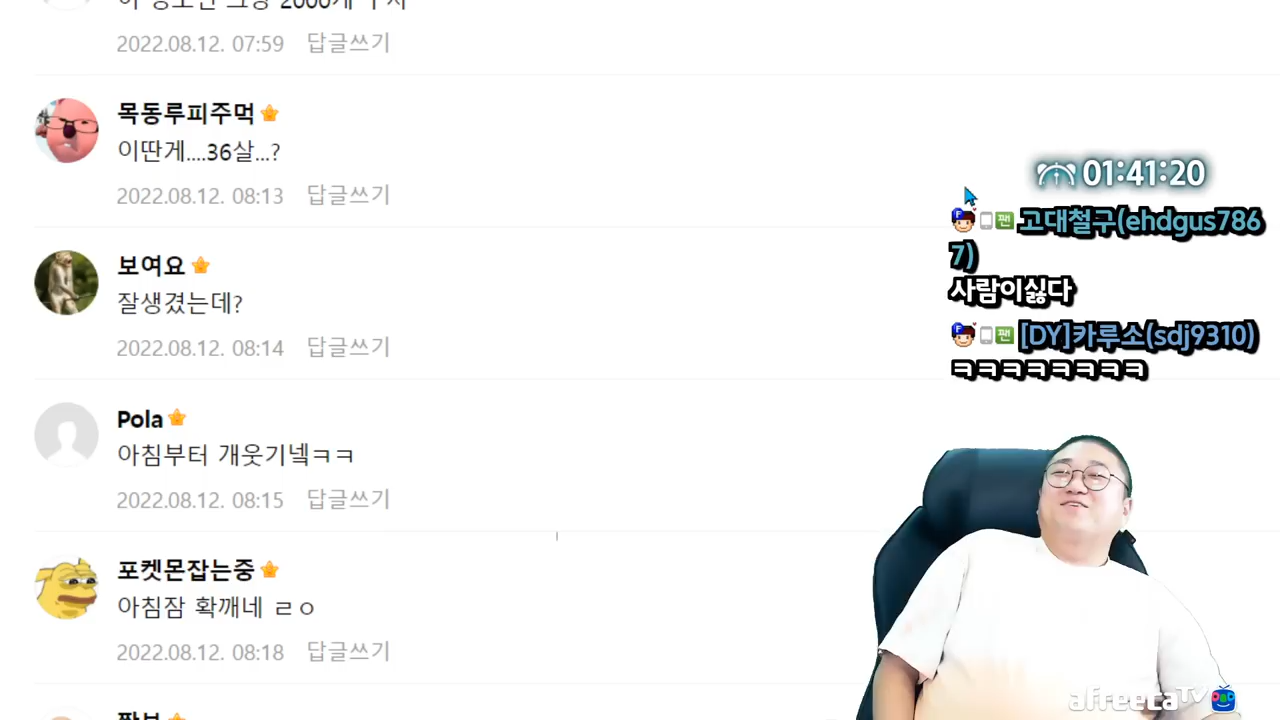 2022.08.12. 07:59 답글쓰기
목동루피주먹
이딴게....36살...?
2022.08.12. 08:13 답글쓰기
보여요
잘생겼는데?
2022.08.12. 08:14 답글쓰기
Pola
아침부터 개웃기넼ㅋㅋ
2022.08.12. 08:15 답글쓰기
포켓몬잡는중
아침잠 확깨네 ㄹㅇ
2022.08.12. 08:18 답글쓰기
01:41:20
팬 고대철구(ehdgus786
7)
사람이싫다
팬 [DY]카루소(sdj9310)
ㅋㅋㅋㅋㅋㅋㅋㅋ
afreecaTV